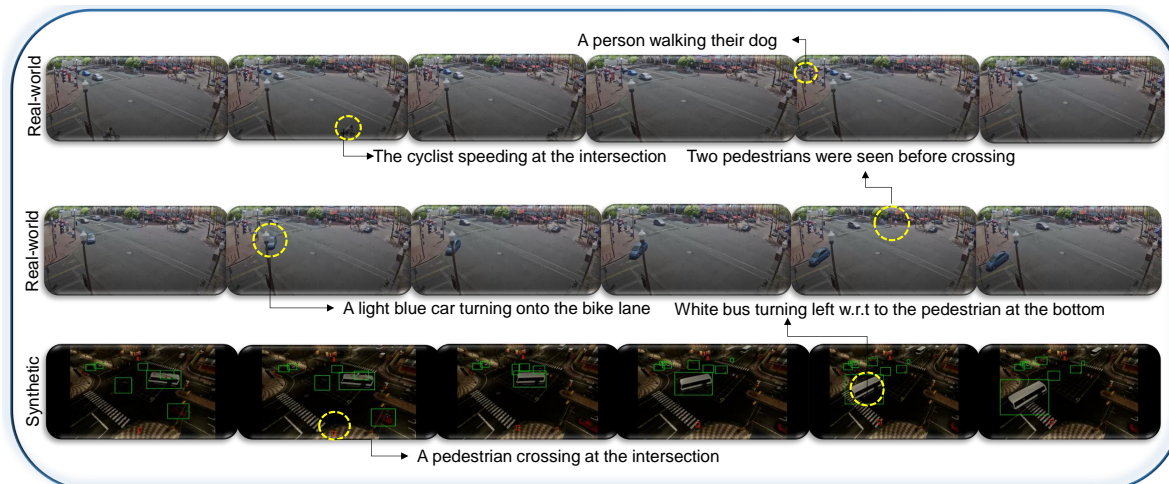 A person walking their dog
Real-world
The cyclist speeding at the intersection
Two pedestrians were seen before crossing
Real-world
A light blue car turning onto the bike lane
White bus turning left w.r.t to the pedestrian at the bottom
Synthetic
A pedestrian crossing at the intersection